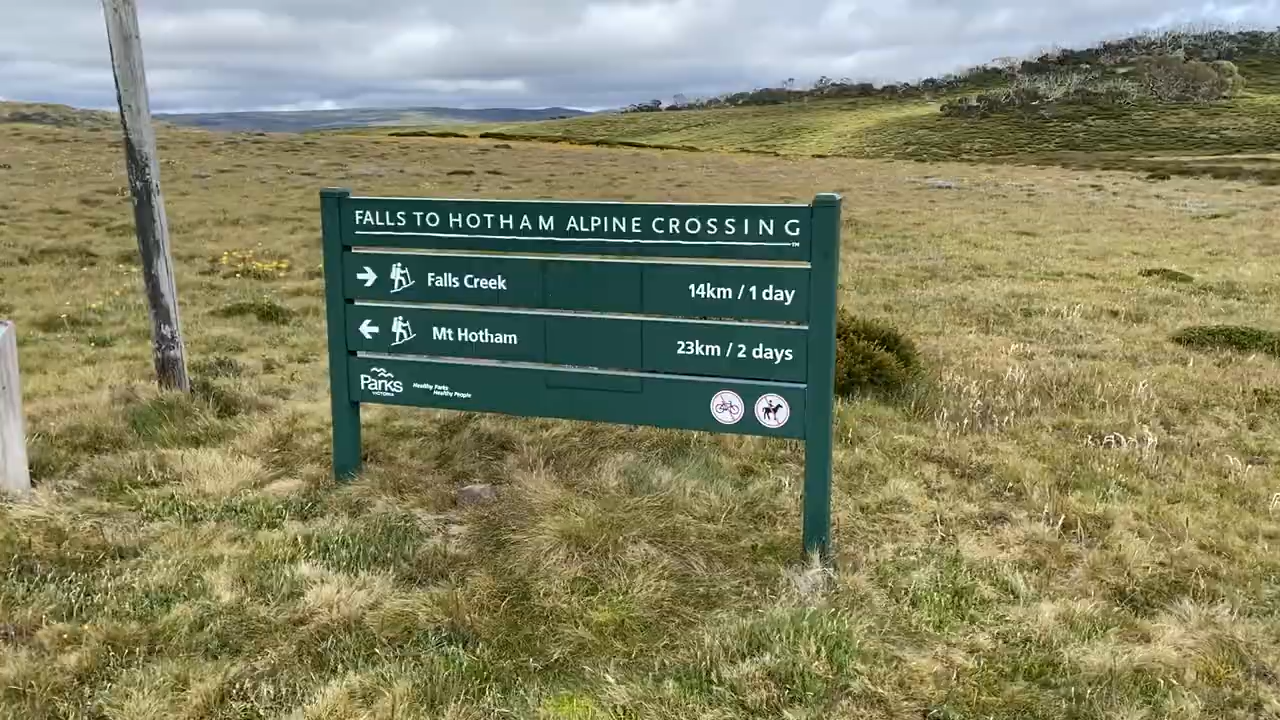 FALLS TO HOTHAM ALPINE CROSSING™
Falls Creek 14km / 1 day
Mt Hotham 23km / 2 days
Parks
VICTORIA
Healthy Parks
Healthy People